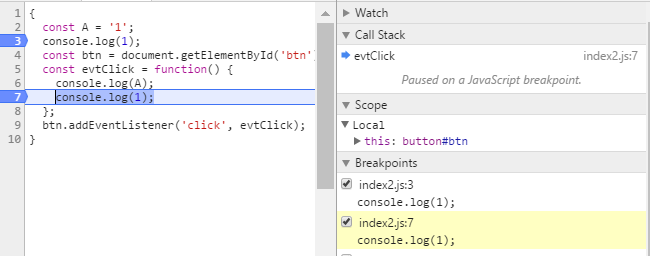 1 {
2 const A = '1';
3 console.log(1);
4 const btn = document.getElementById('btn')
5 const evtClick = function() {
6 console.log(A);
7 console.log(1);
8 };
9 btn.addEventListener('click', evtClick);
10 }
Watch
Call Stack
evtClick index2.js:7
Paused on a JavaScript breakpoint.
Scope
Local
this: button#btn
Breakpoints
index2.js:3
console.log(1);
index2.js:7
console.log(1);